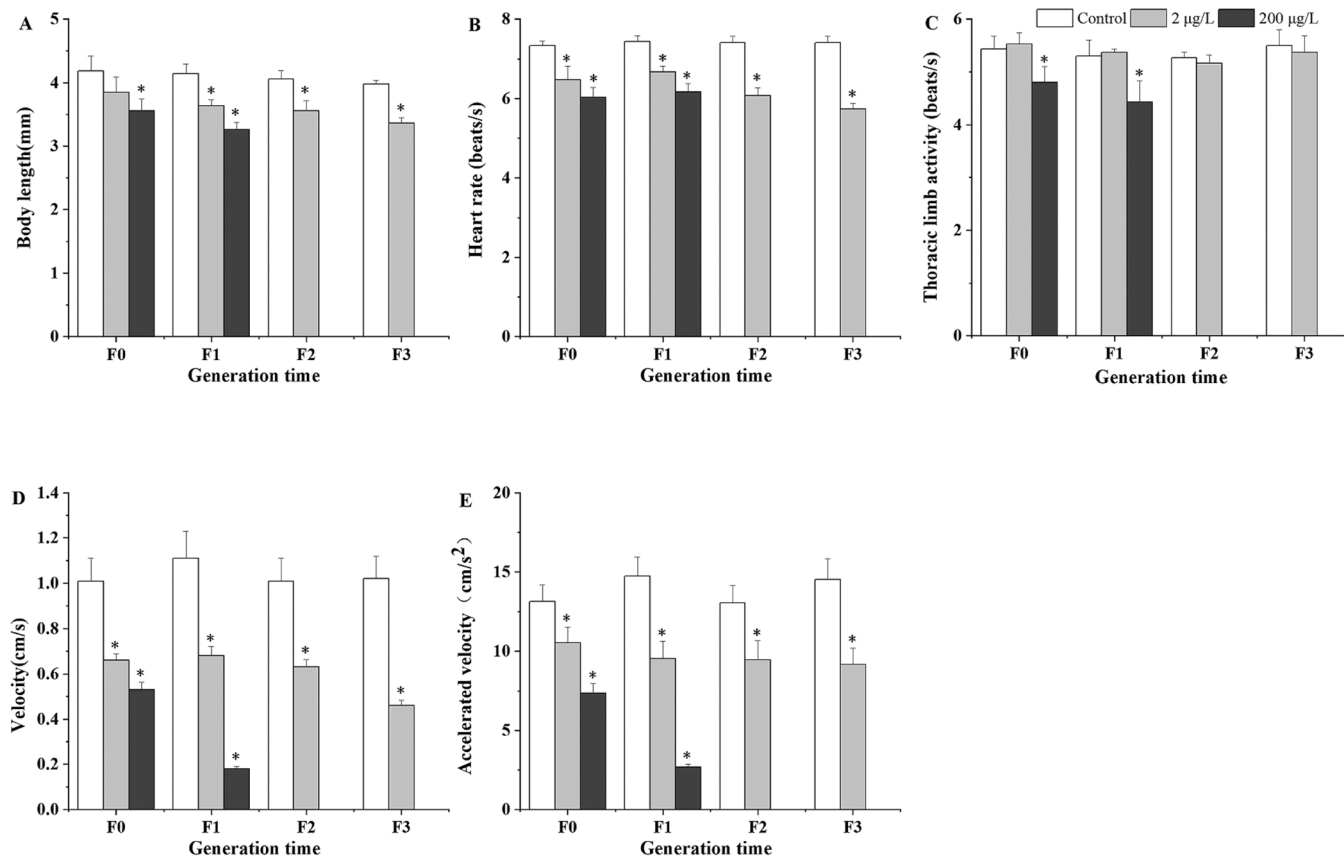 A
Body length(mm)
5
4
3
2
1
0
F0 F1 F2 F3
Generation time
* * * * *
B
Heart rate (beats/s)
8
6
4
2
0
F0 F1 F2 F3
Generation time
* * * * * *
C
Control 2 μg/L 200 μg/L
Thoracic limb activity (beats/s)
6
4
2
0
F0 F1 F2 F3
Generation time
* *
D
Velocity(cm/s)
1.4
1.2
1.0
0.8
0.6
0.4
0.2
0.0
F0 F1 F2 F3
Generation time
* * * * * *
E
Accelerated velocity（cm/s²)
20
15
10
5
0
F0 F1 F2 F3
Generation time
* * * * * *